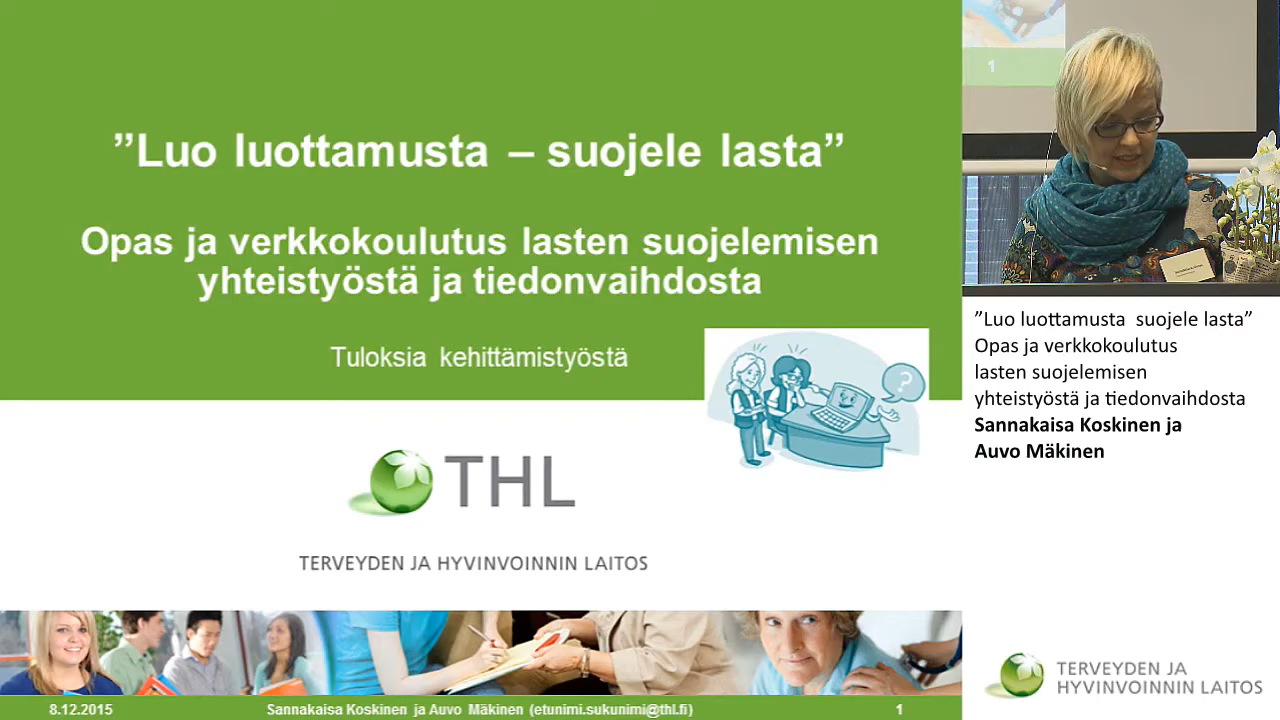 ”Luo luottamusta – suojele lasta”
Opas ja verkkokoulutus lasten suojelemisen
yhteistyöstä ja tiedonvaihdosta
Tuloksia kehittämistyöstä
?
THL
TERVEYDEN JA HYVINVOINNIN LAITOS
8.12.2015 Sannakaisa Koskinen ja Auvo Mäkinen (etunimi.sukunimi@thl.fi) 1
1
”Luo luottamusta suojele lasta”
Opas ja verkkokoulutus
lasten suojelemisen
yhteistyöstä ja tiedonvaihdosta
Sannakaisa Koskinen ja
Auvo Mäkinen
TERVEYDEN JA
HYVINVOINNIN LAITOS